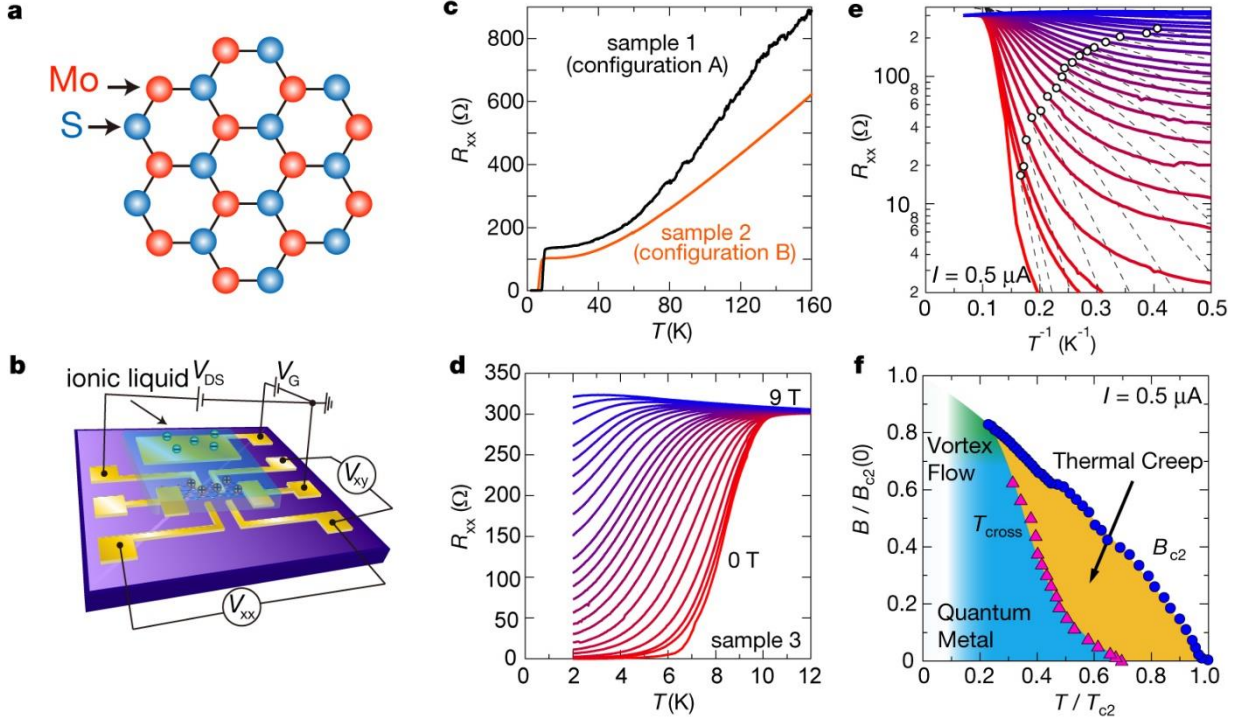 a
Mo
S
b
ionic liquid
V_DS
V_G
V_xy
V_xx
c
R_xx (Ω)
800
600
400
200
0
sample 1
(configuration A)
sample 2
(configuration B)
0 40 80 120 160
T(K)
d
R_xx (Ω)
350
300
250
200
150
100
50
0
9 T
0 T
sample 3
0 2 4 6 8 10 12
T(K)
e
R_xx (Ω)
2
100
8
6
4
2
10
8
6
4
2
I = 0.5 μA
0 0.1 0.2 0.3 0.4 0.5
T⁻¹ (K⁻¹)
f
B / B_c2(0)
1.0
0.8
0.6
0.4
0.2
0
I = 0.5 μA
Vortex
Flow
Thermal Creep
T_cross
B_c2
Quantum
Metal
0 0.2 0.4 0.6 0.8 1.0
T / T_c2